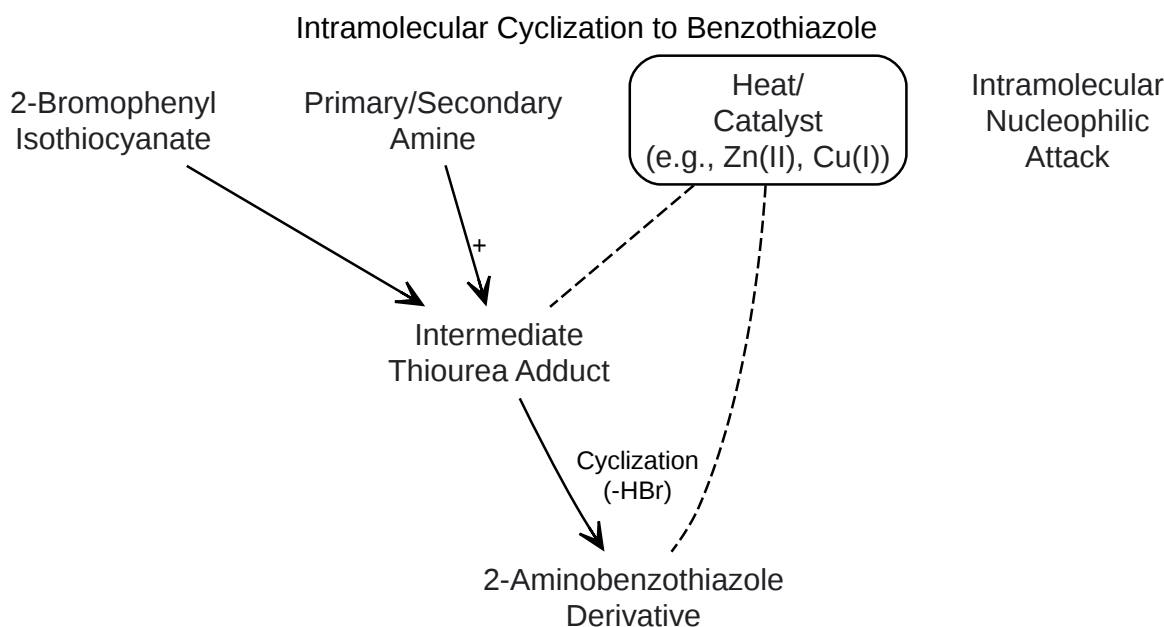 Intramolecular Cyclization to Benzothiazole
2-Bromophenyl
Isothiocyanate
Primary/Secondary
Amine
Heat/
Catalyst
(e.g., Zn(II), Cu(I))
Intramolecular
Nucleophilic
Attack
+
Intermediate
Thiourea Adduct
Cyclization
(-HBr)
2-Aminobenzothiazole
Derivative